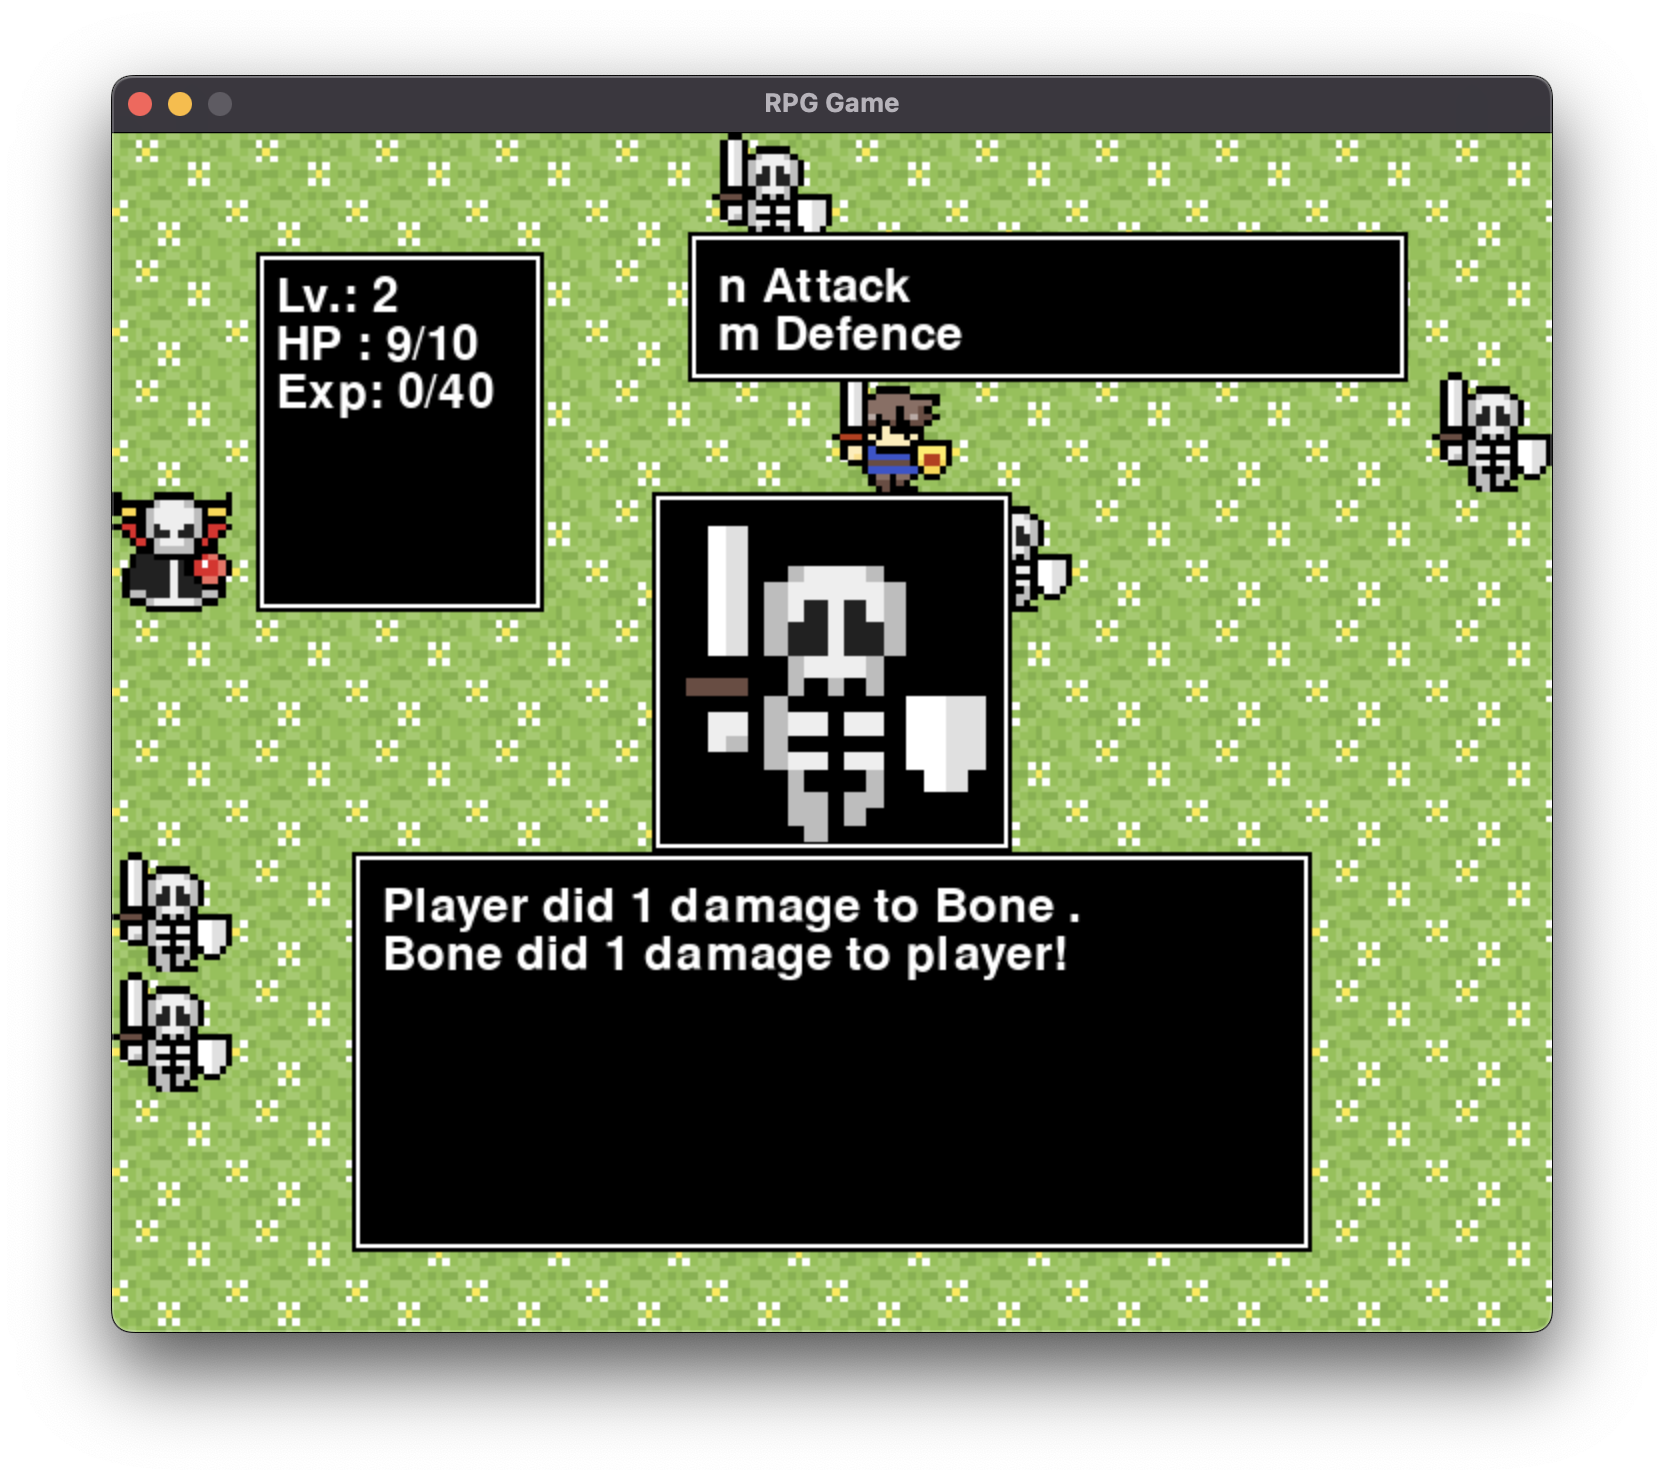 RPG Game
Lv.: 2
HP : 9/10
Exp: 0/40
n Attack
m Defence
Player did 1 damage to Bone .
Bone did 1 damage to player!